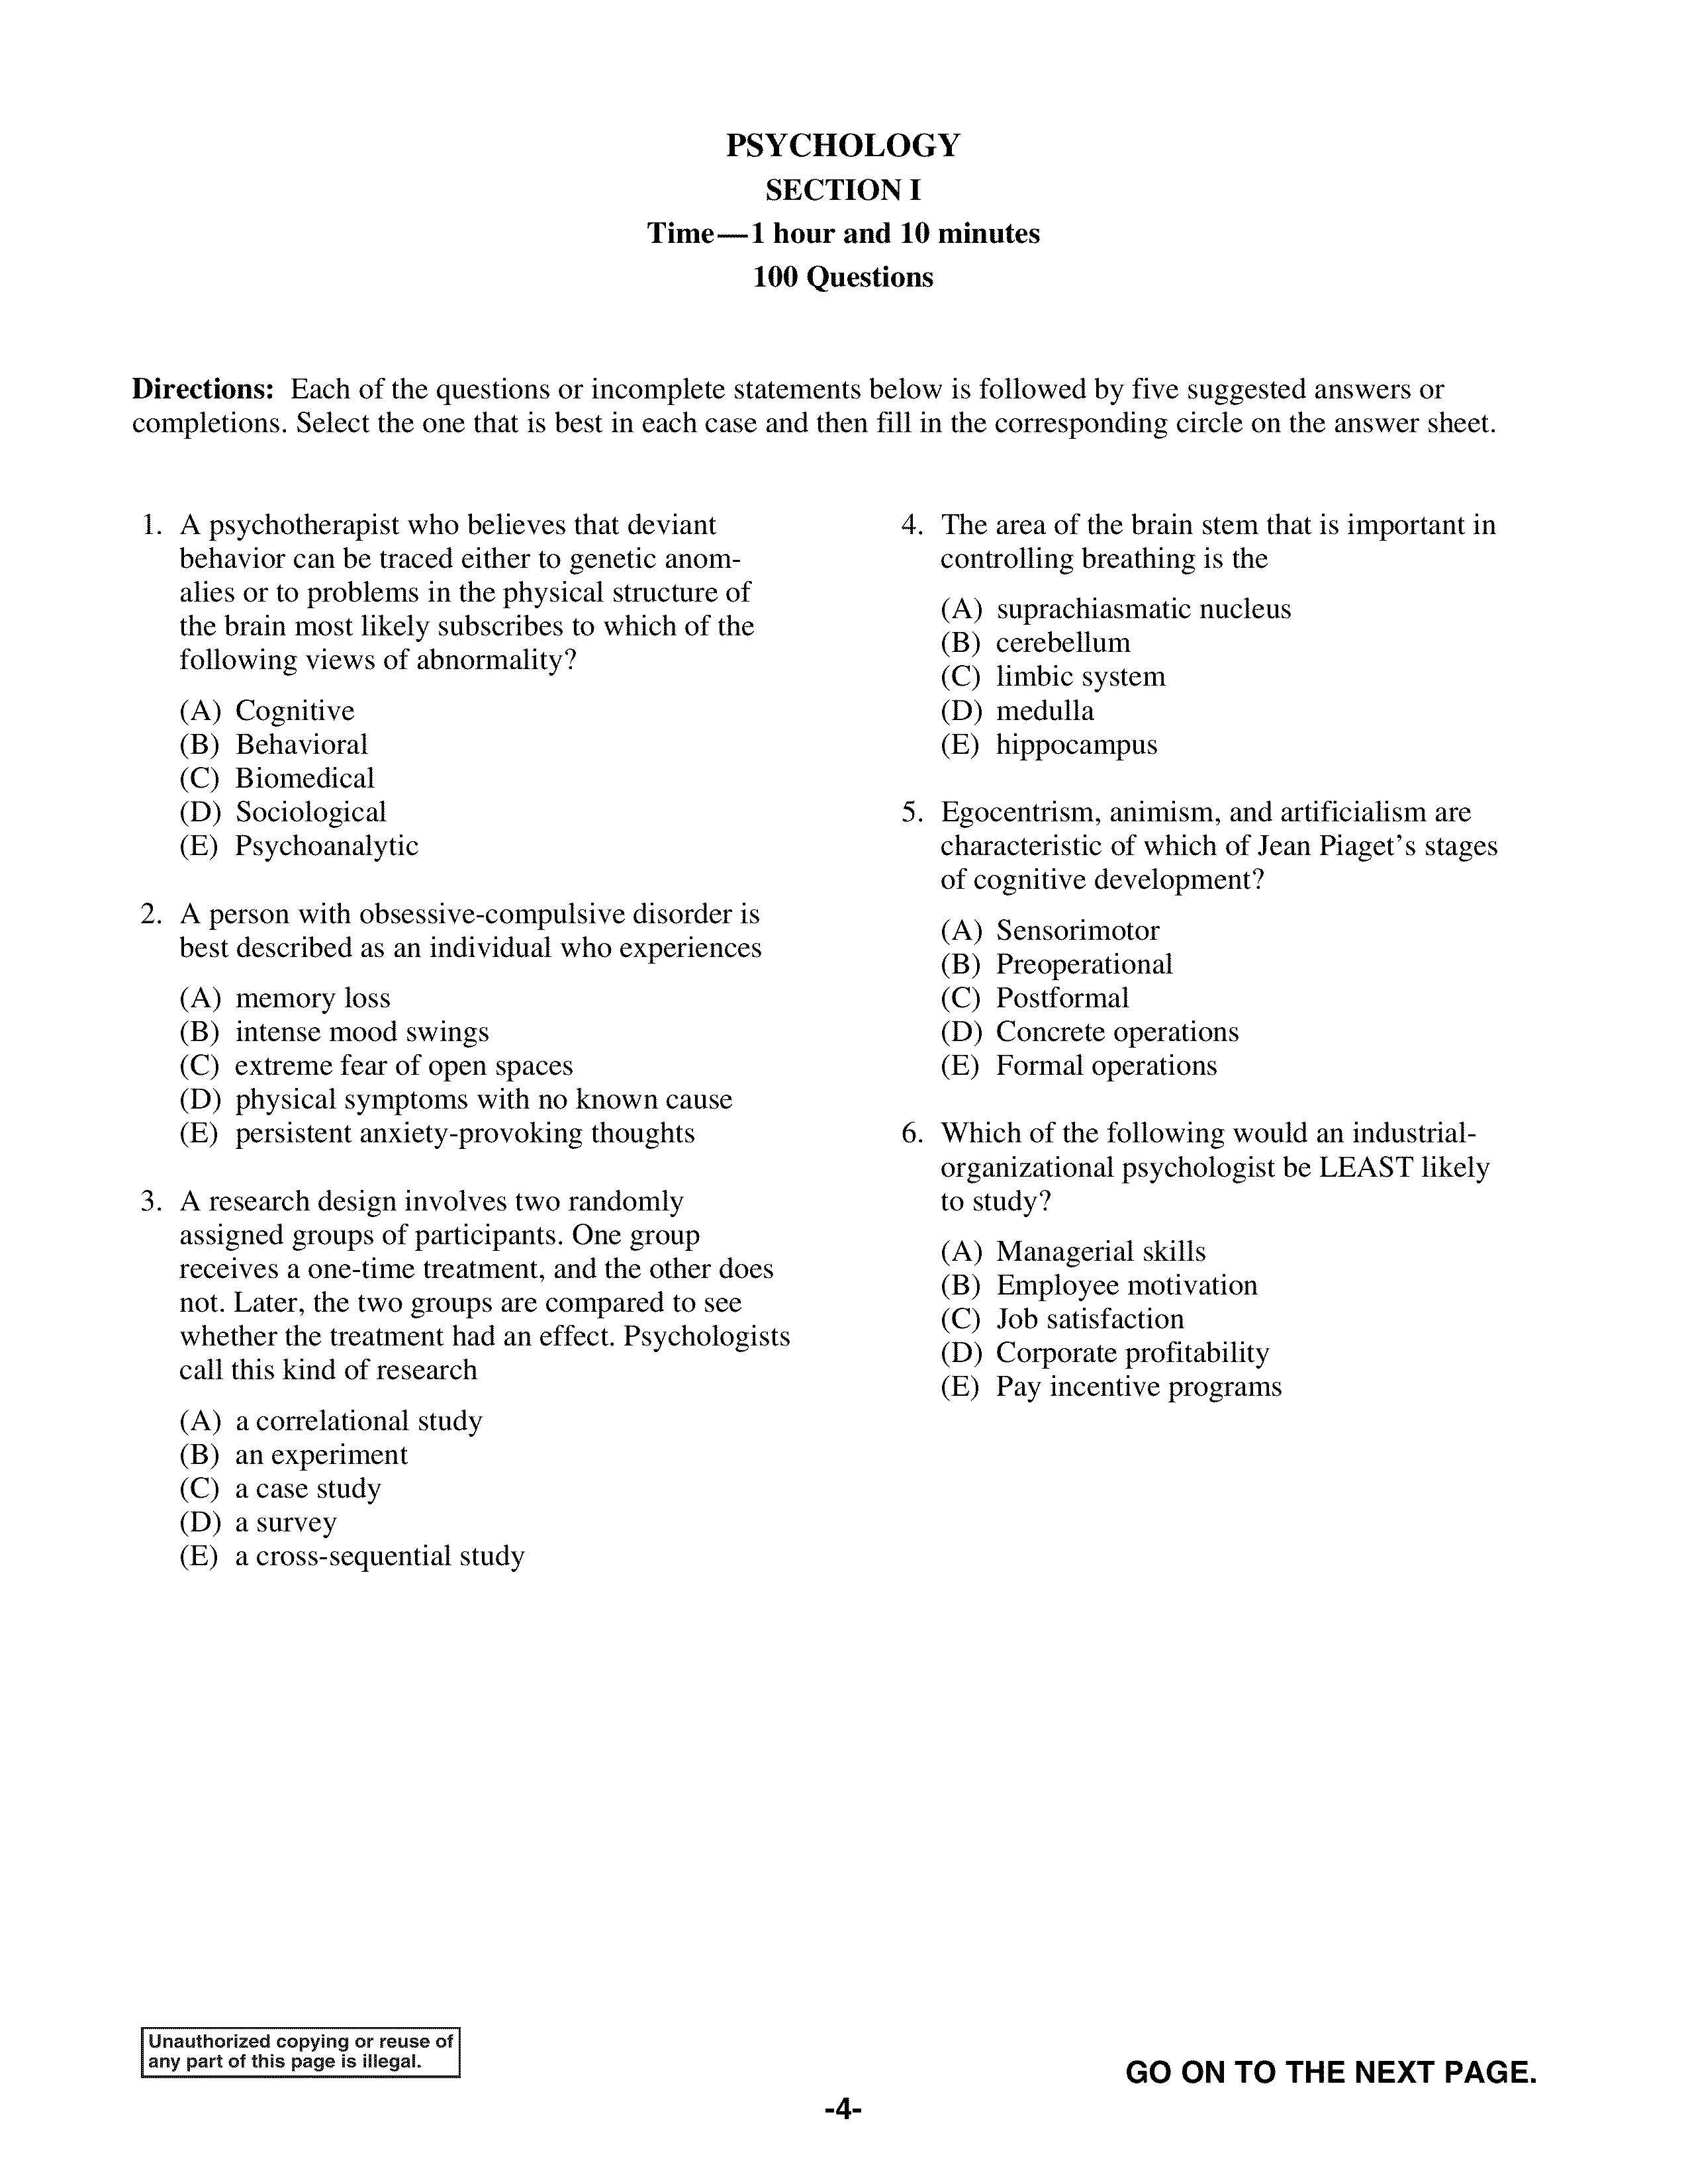 PSYCHOLOGY
SECTION I
Time—1 hour and 10 minutes
100 Questions
Directions: Each of the questions or incomplete statements below is followed by five suggested answers or
completions. Select the one that is best in each case and then fill in the corresponding circle on the answer sheet.
1. A psychotherapist who believes that deviant
behavior can be traced either to genetic anom-
alies or to problems in the physical structure of
the brain most likely subscribes to which of the
following views of abnormality?
(A) Cognitive
(B) Behavioral
(C) Biomedical
(D) Sociological
(E) Psychoanalytic
2. A person with obsessive-compulsive disorder is
best described as an individual who experiences
(A) memory loss
(B) intense mood swings
(C) extreme fear of open spaces
(D) physical symptoms with no known cause
(E) persistent anxiety-provoking thoughts
3. A research design involves two randomly
assigned groups of participants. One group
receives a one-time treatment, and the other does
not. Later, the two groups are compared to see
whether the treatment had an effect. Psychologists
call this kind of research
(A) a correlational study
(B) an experiment
(C) a case study
(D) a survey
(E) a cross-sequential study
4. The area of the brain stem that is important in
controlling breathing is the
(A) suprachiasmatic nucleus
(B) cerebellum
(C) limbic system
(D) medulla
(E) hippocampus
5. Egocentrism, animism, and artificialism are
characteristic of which of Jean Piaget's stages
of cognitive development?
(A) Sensorimotor
(B) Preoperational
(C) Postformal
(D) Concrete operations
(E) Formal operations
6. Which of the following would an industrial-
organizational psychologist be LEAST likely
to study?
(A) Managerial skills
(B) Employee motivation
(C) Job satisfaction
(D) Corporate profitability
(E) Pay incentive programs
Unauthorized copying or reuse of
any part of this page is illegal.
GO ON TO THE NEXT PAGE.
-4-